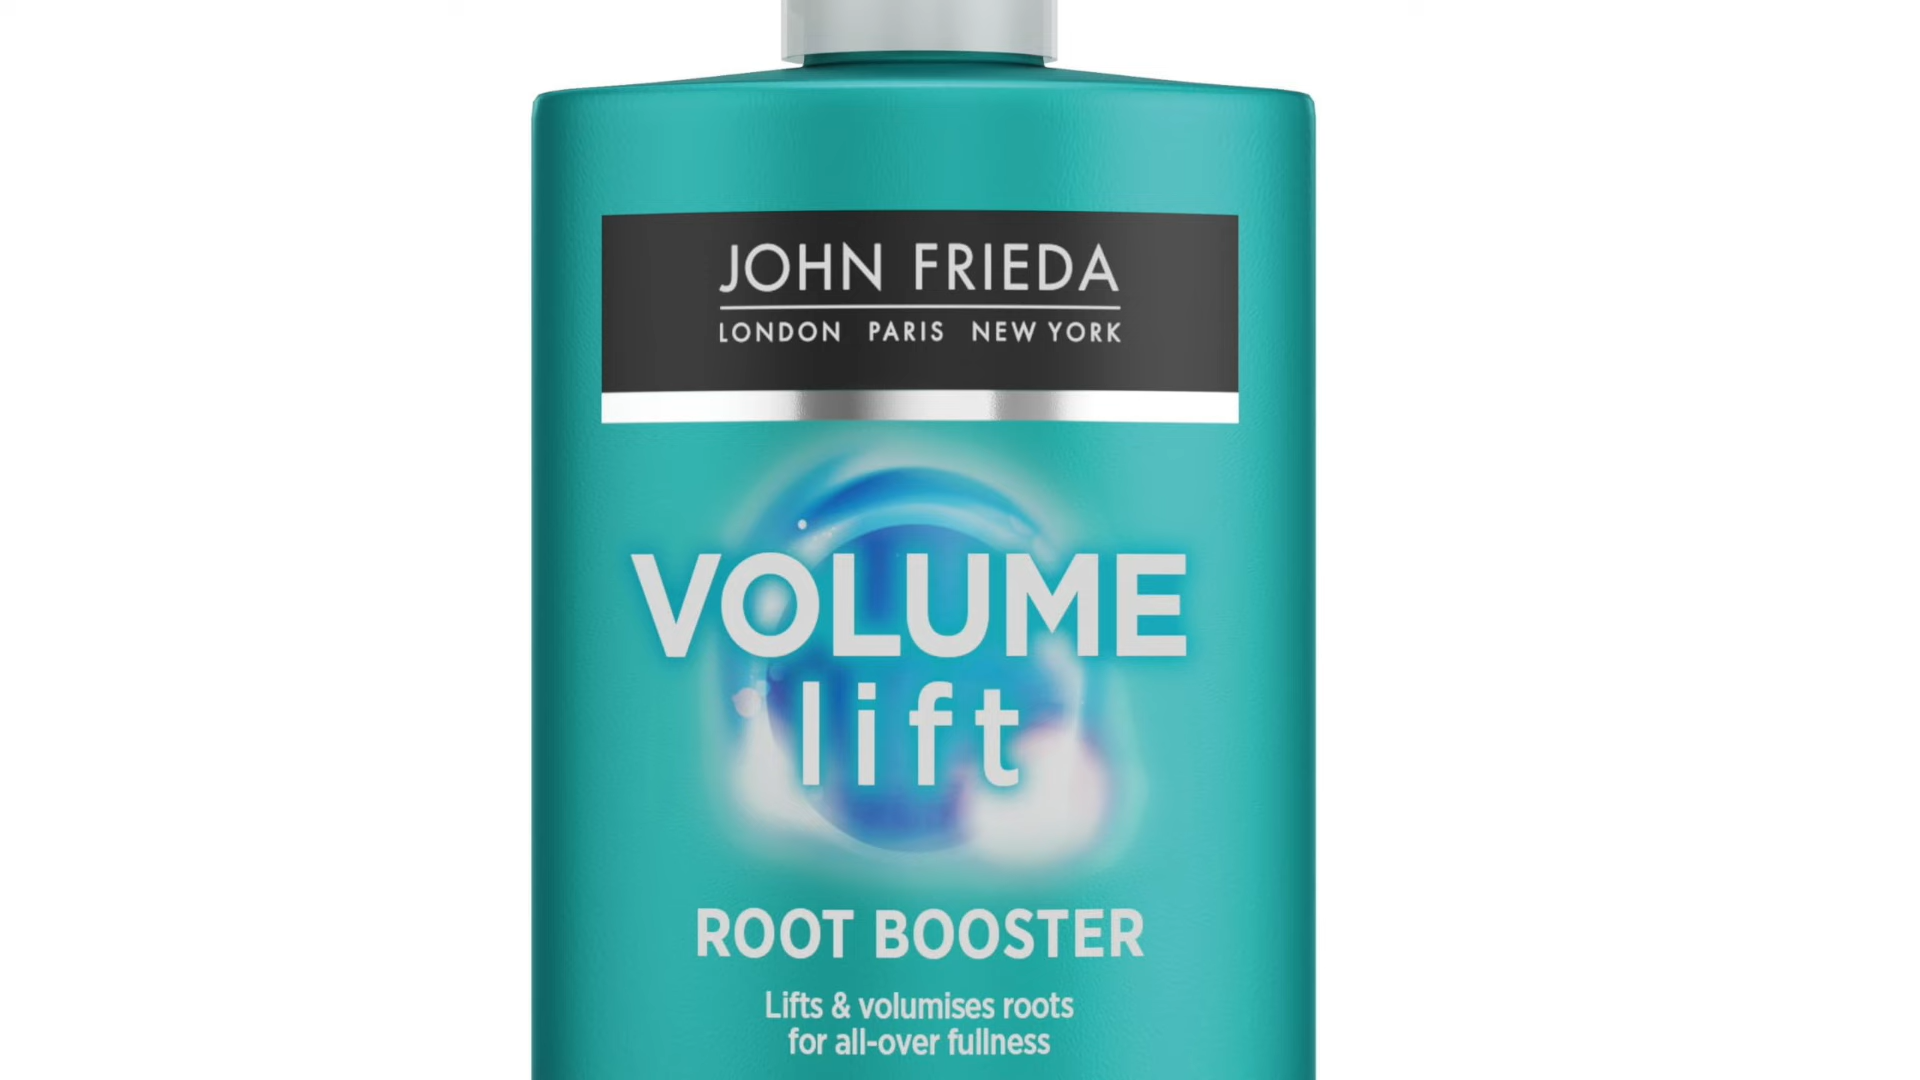 JOHN FRIEDA
LONDON PARIS NEW YORK
VOLUME
lift
ROOT BOOSTER
Lifts & volumises roots
for all-over fullness